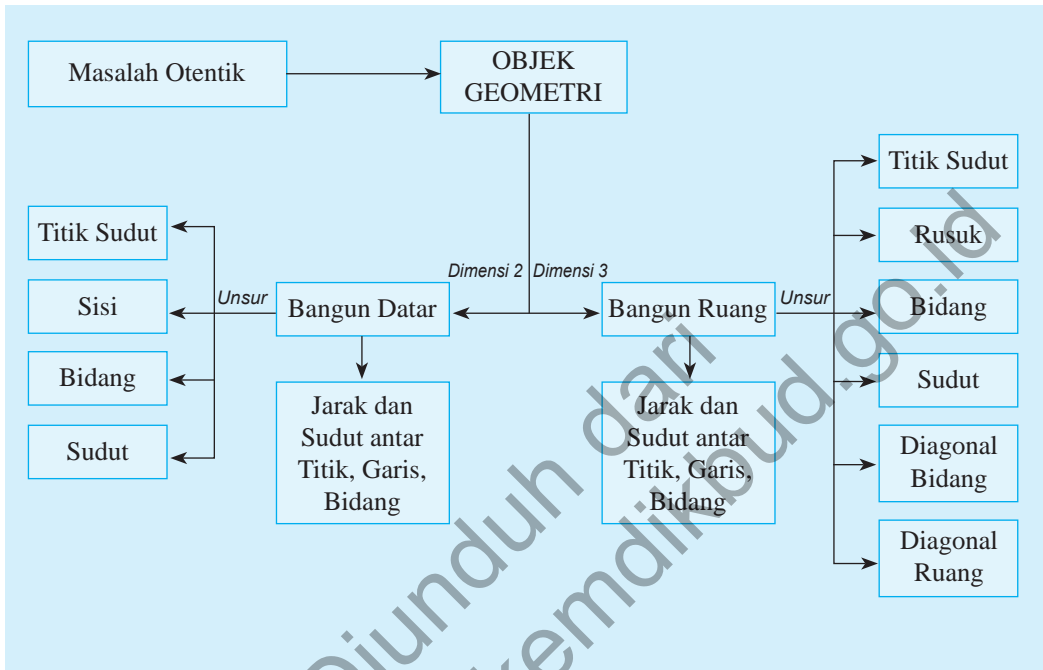 Masalah Otentik
OBJEK
GEOMETRI
Dimensi 2
Dimensi 3
Titik Sudut
Sisi
Bidang
Sudut
Unsur
Bangun Datar
Jarak dan
Sudut antar
Titik, Garis,
Bidang
Bangun Ruang
Jarak dan
Sudut antar
Titik, Garis,
Bidang
Unsur
Titik Sudut
Rusuk
Bidang
Sudut
Diagonal
Bidang
Diagonal
Ruang
Diunduh dari
kemdikbud.go.id